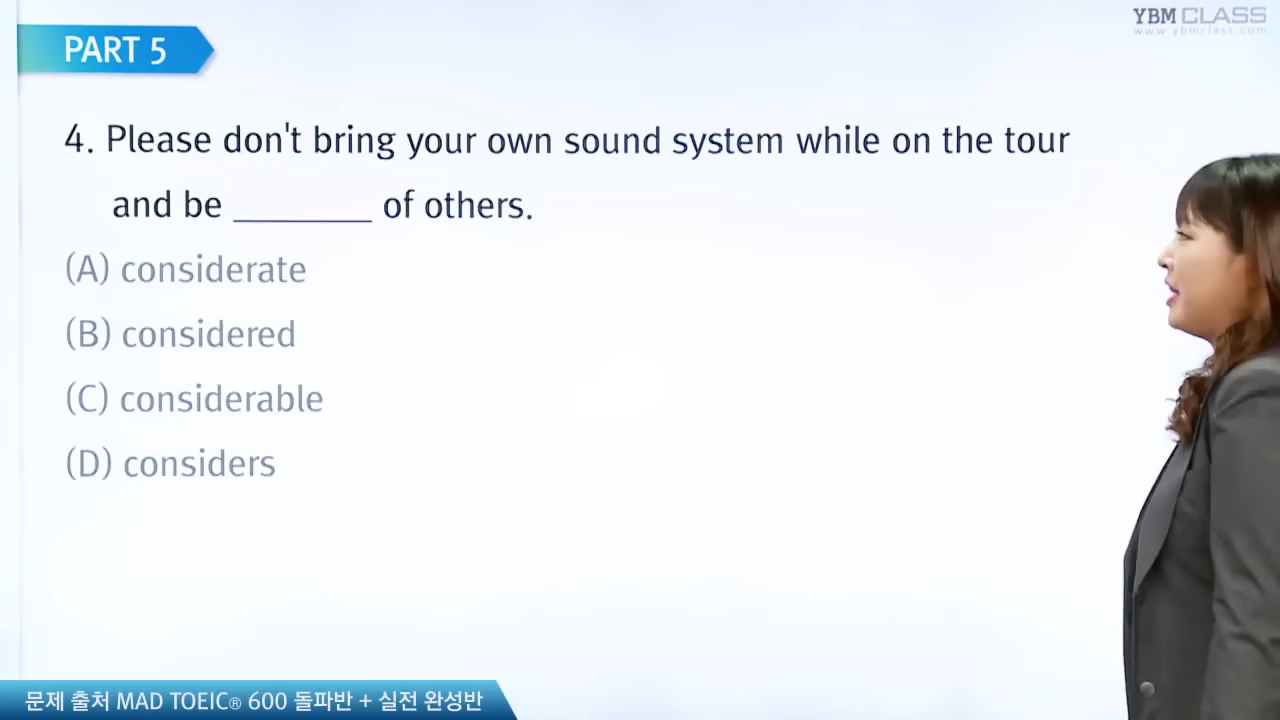 YBM CLASS
www.ybmclass.com
PART 5
4. Please don't bring your own sound system while on the tour
and be _______ of others.
(A) considerate
(B) considered
(C) considerable
(D) considers
문제 출처 MAD TOEIC® 600 돌파반 + 실전 완성반